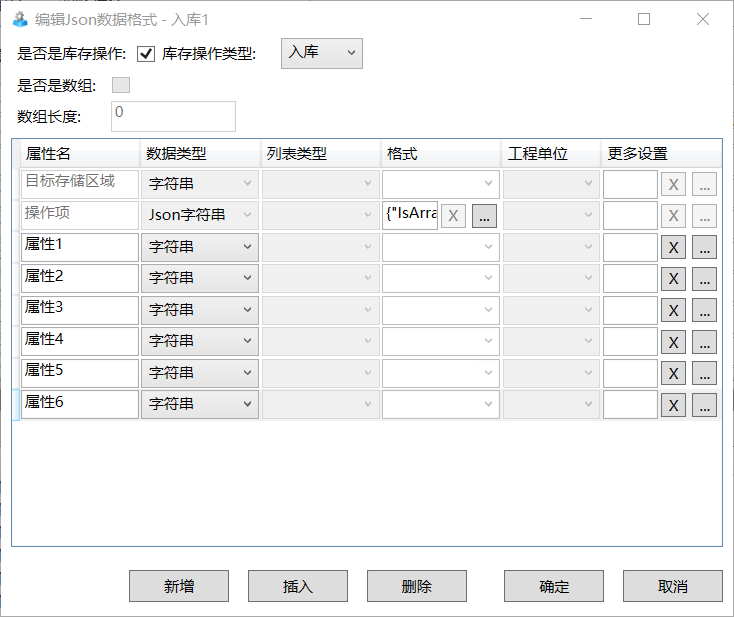 编辑Json数据格式 - 入库1
是否是库存操作: 库存操作类型: 入库
是否是数组:
数组长度: 0
属性名 数据类型 列表类型 格式 工程单位 更多设置
目标存储区域 字符串 X ...
操作项 Json字符串 {"IsArra X ... X ...
属性1 字符串 X ...
属性2 字符串 X ...
属性3 字符串 X ...
属性4 字符串 X ...
属性5 字符串 X ...
属性6 字符串 X ...
新增 插入 删除 确定 取消